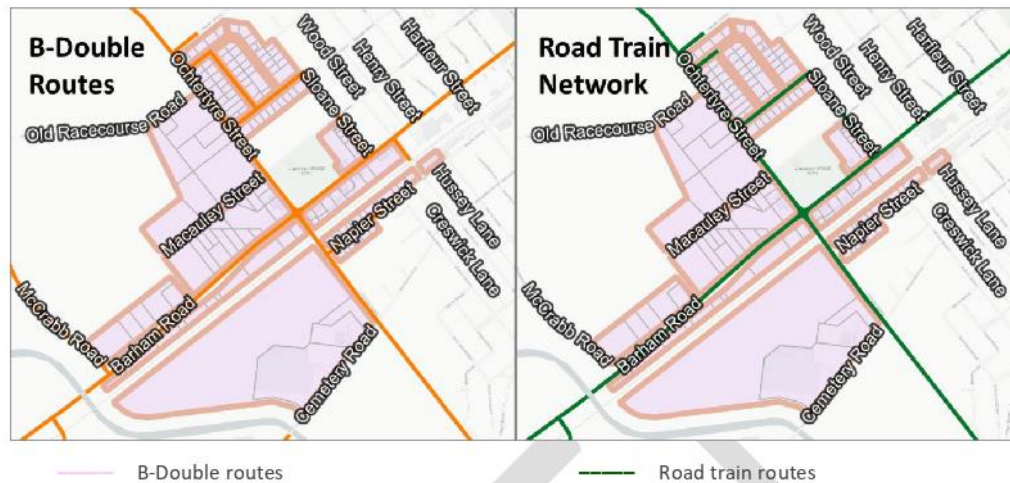 B-Double
Routes
Old Racecourse Road
Ochtertyre Street
Wood Street
Henry Street
Harfleur Street
Sloane Street
Macauley Street
Napier Street
Hussey Lane
Creswick Lane
McCrabb Road
Barham Road
Cemetery Road
Road Train
Network
Old Racecourse Road
Ochtertyre Street
Wood Street
Henry Street
Harfleur Street
Sloane Street
Macauley Street
Napier Street
Hussey Lane
Creswick Lane
McCrabb Road
Barham Road
Cemetery Road
B-Double routes
Road train routes